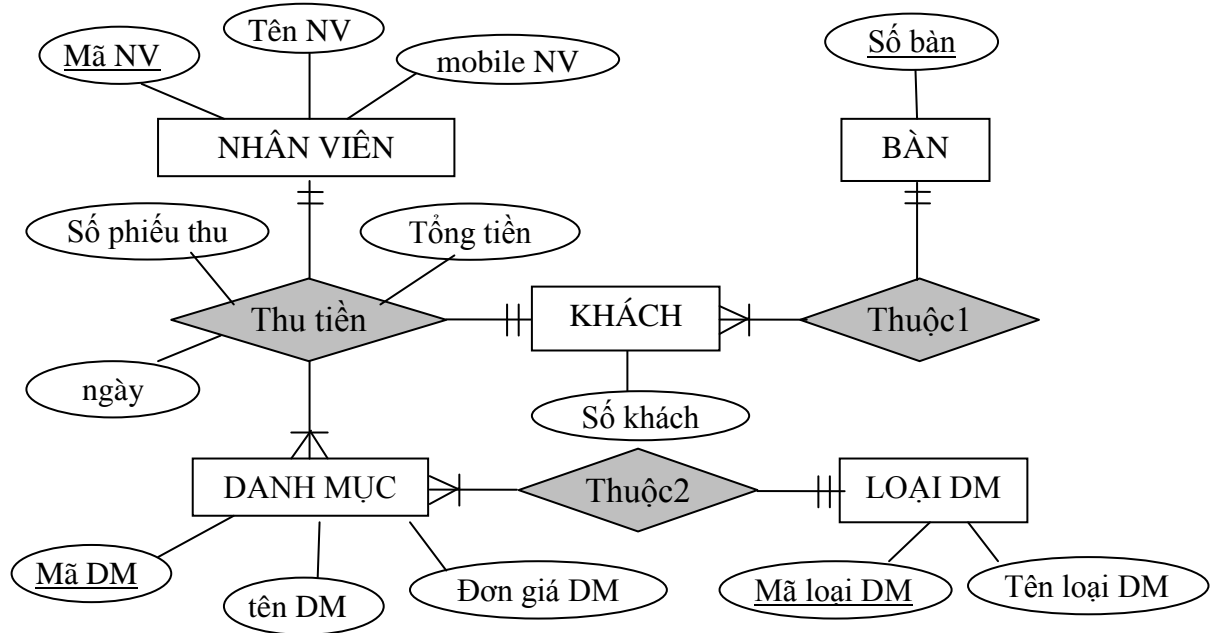 Mã NV
Tên NV
mobile NV
Số bàn
NHÂN VIÊN
BÀN
Số phiếu thu
Tổng tiền
Thu tiền
KHÁCH
Thuộc1
ngày
Số khách
DANH MỤC
Thuộc2
LOẠI DM
Mã DM
tên DM
Đơn giá DM
Mã loại DM
Tên loại DM